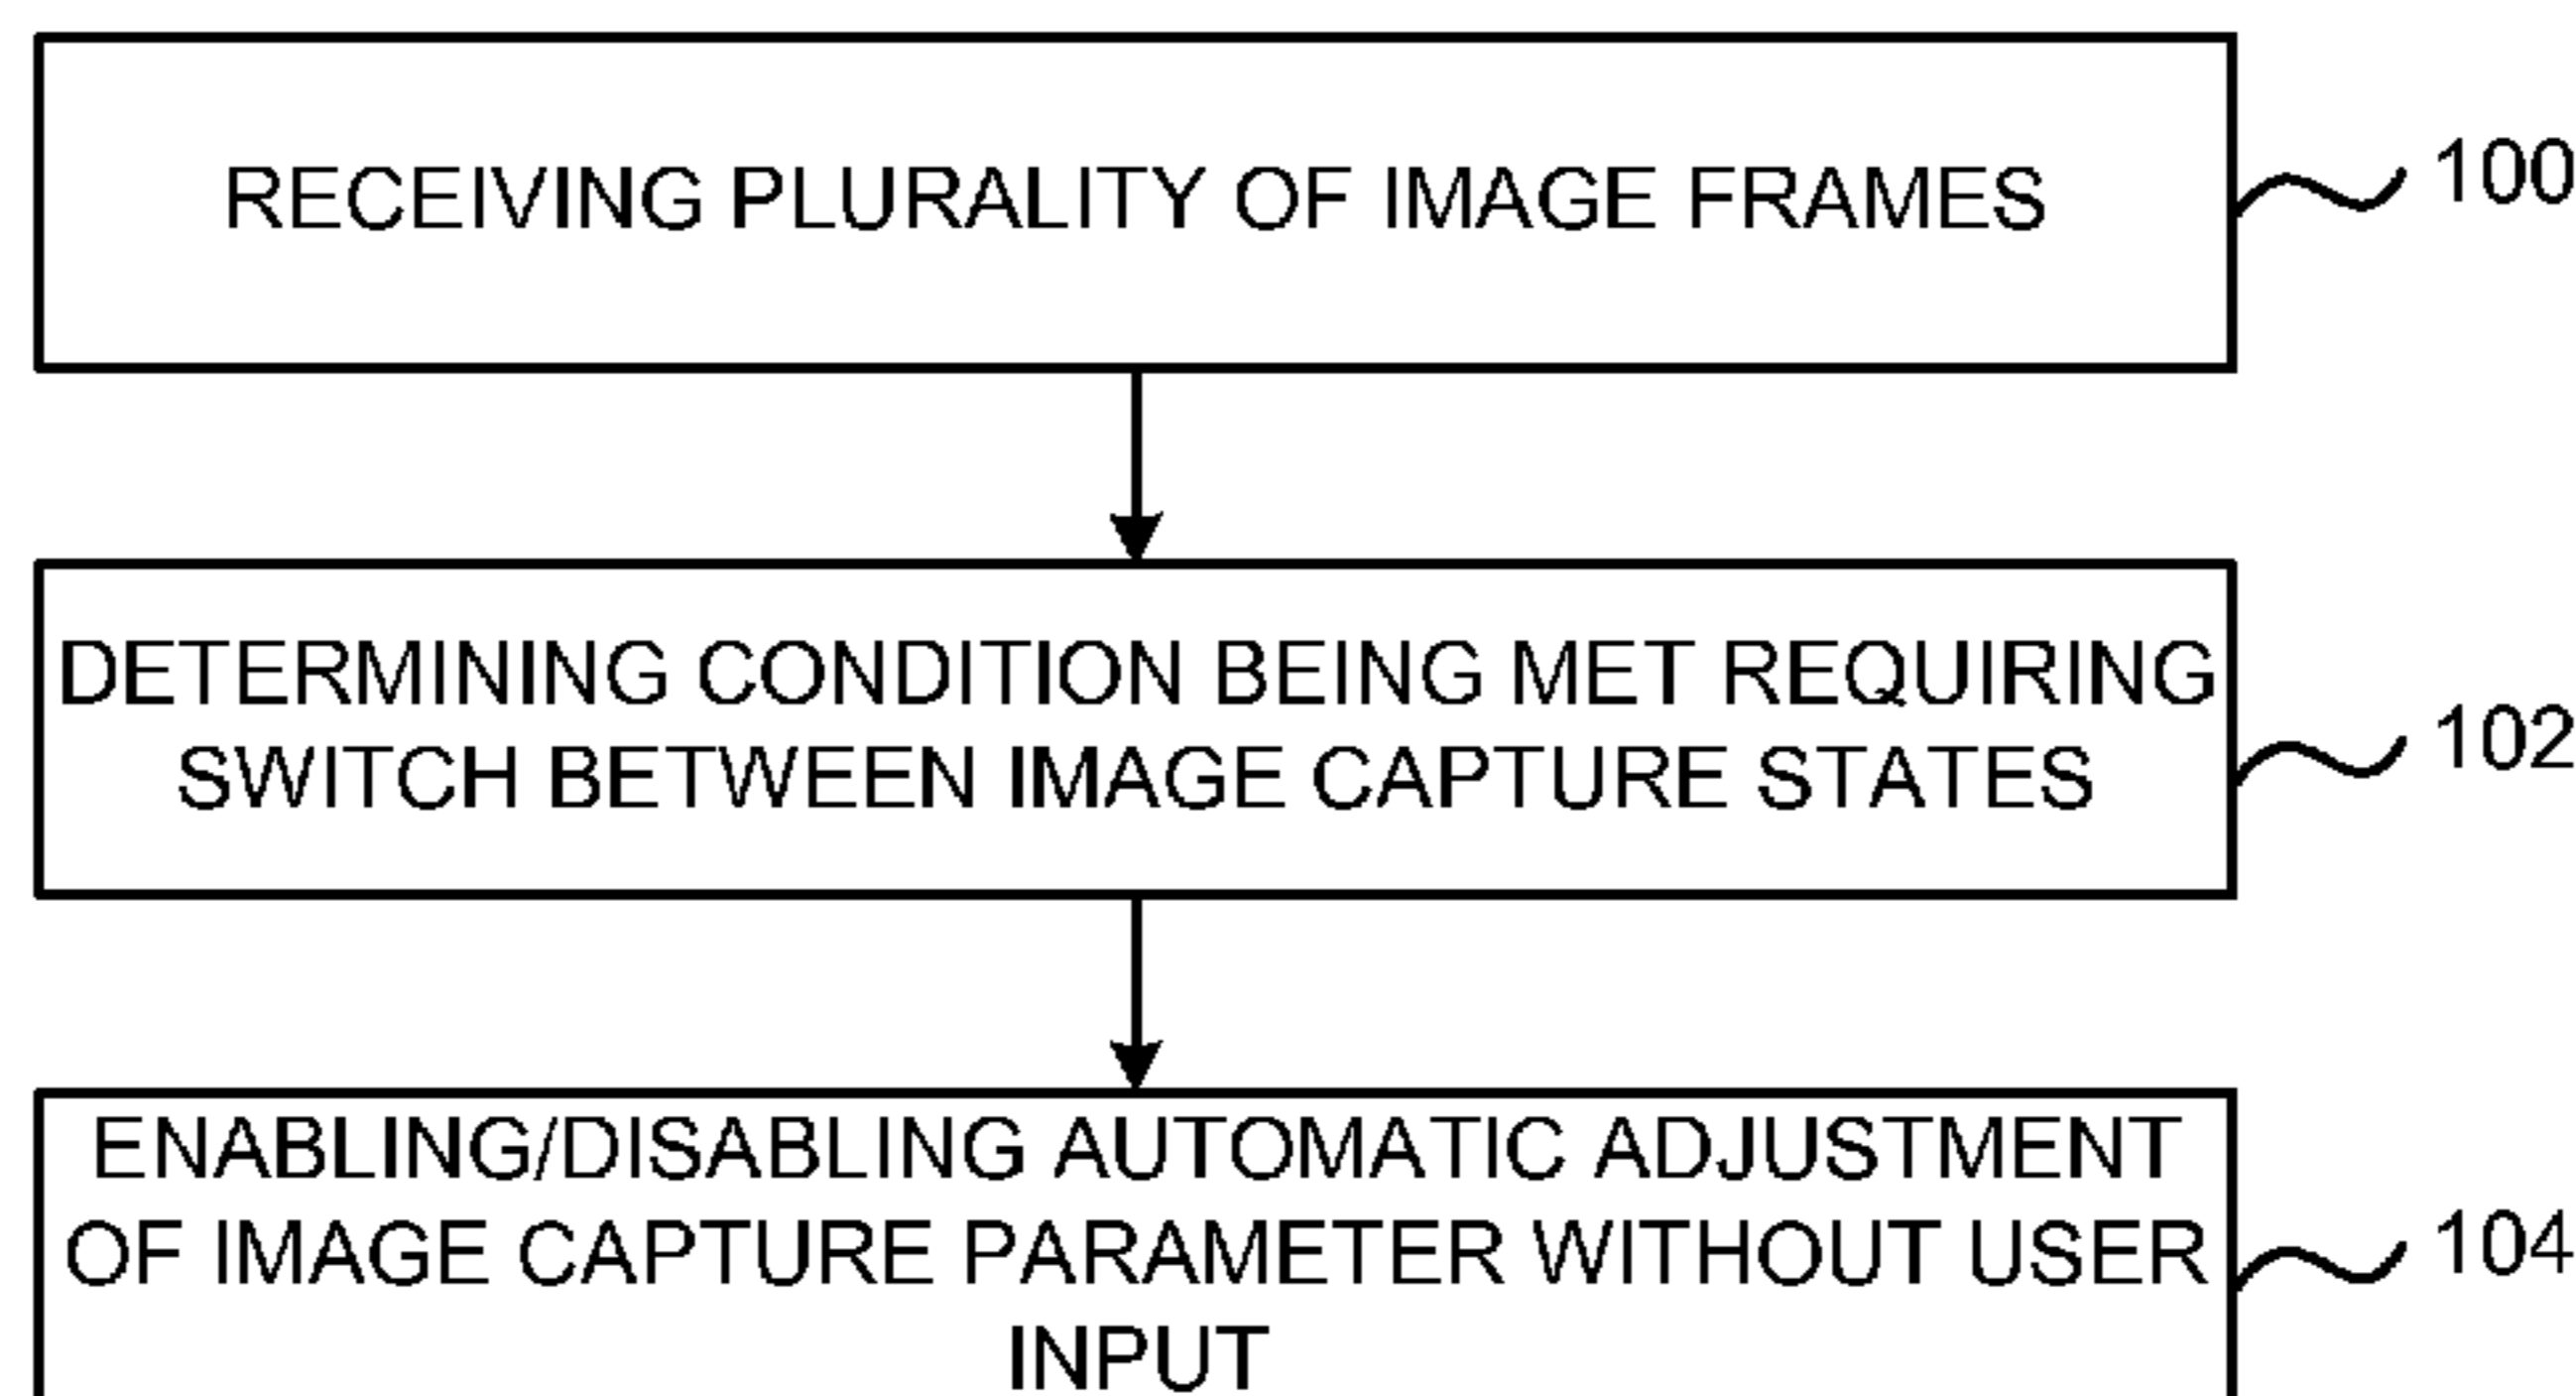 RECEIVING PLURALITY OF IMAGE FRAMES
100
DETERMINING CONDITION BEING MET REQUIRING
SWITCH BETWEEN IMAGE CAPTURE STATES
102
ENABLING/DISABLING AUTOMATIC ADJUSTMENT
OF IMAGE CAPTURE PARAMETER WITHOUT USER
INPUT
104